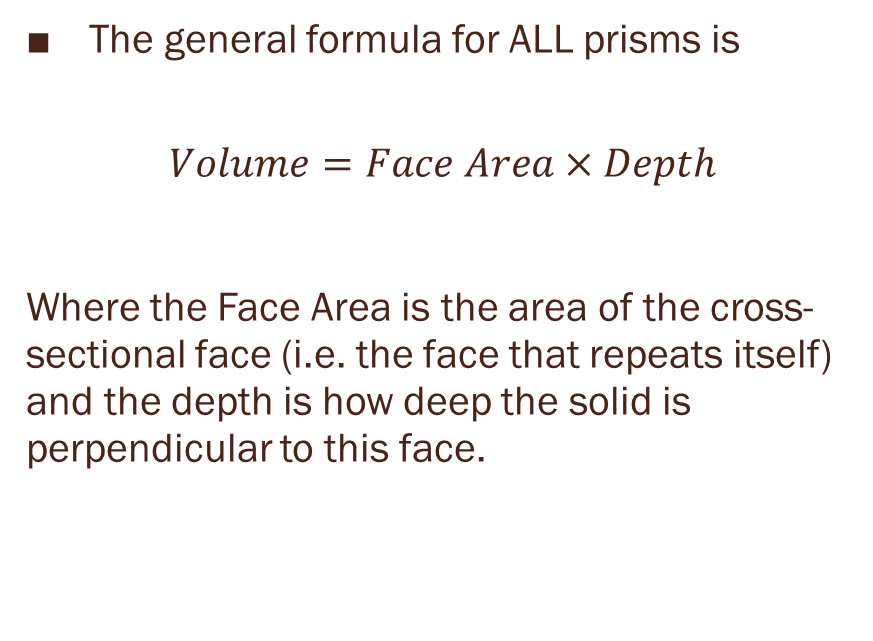 ■ The general formula for ALL prisms is
Volume = Face Area × Depth
Where the Face Area is the area of the cross-
sectional face (i.e. the face that repeats itself)
and the depth is how deep the solid is
perpendicular to this face.